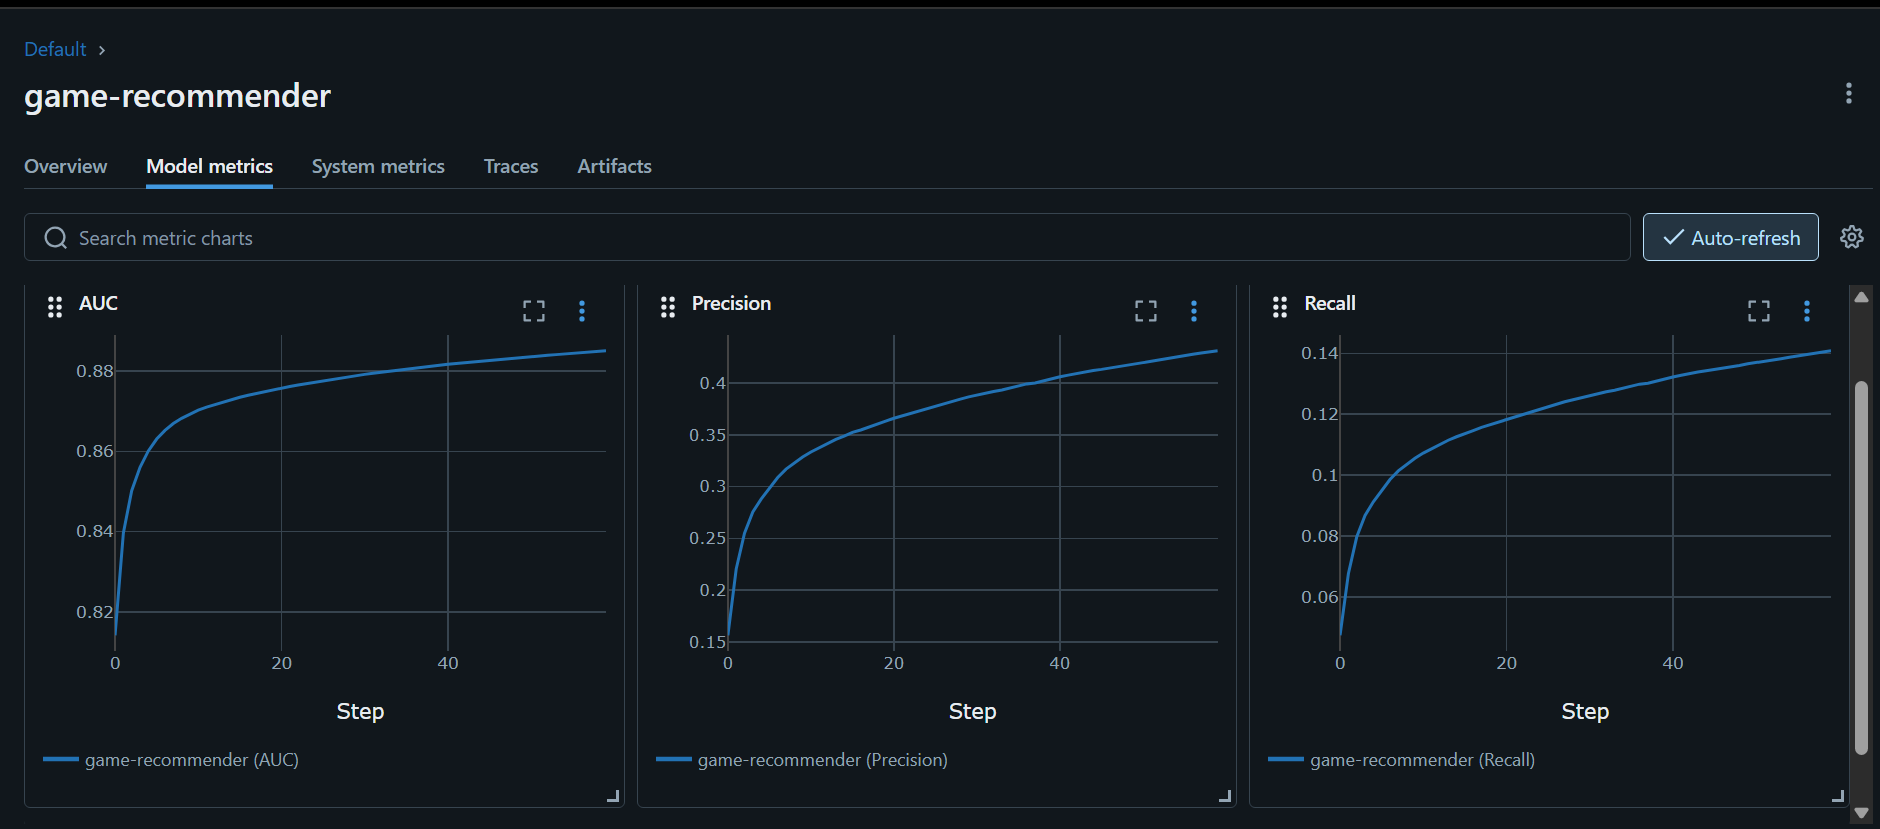 Default
game-recommender
Overview Model metrics System metrics Traces Artifacts
Search metric charts Auto-refresh
AUC
0.88
0.86
0.84
0.82
0 20 40
Step
game-recommender (AUC)
Precision
0.4
0.35
0.3
0.25
0.2
0.15
0 20 40
Step
game-recommender (Precision)
Recall
0.14
0.12
0.1
0.08
0.06
0 20 40
Step
game-recommender (Recall)